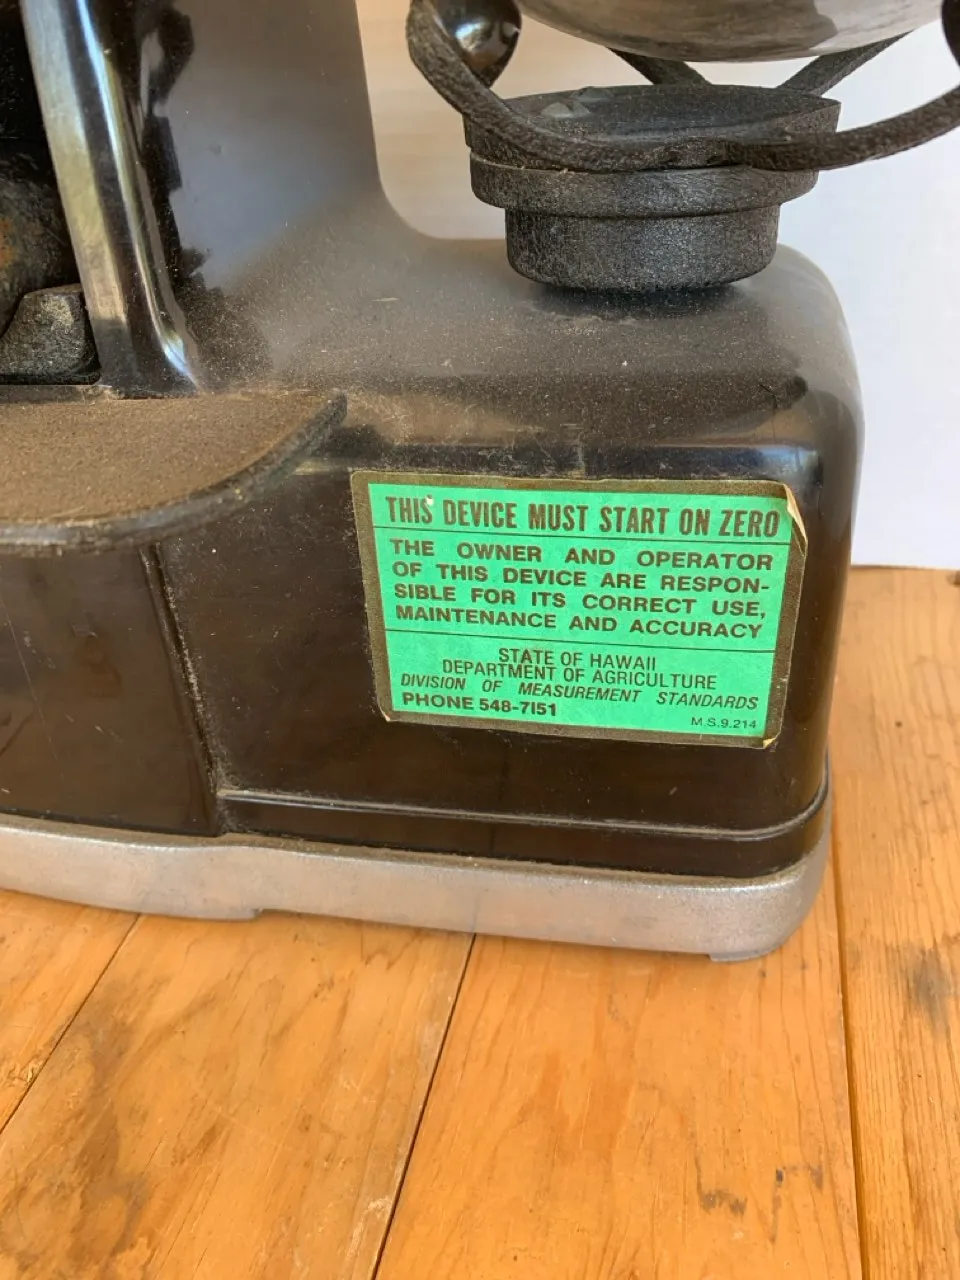 THIS DEVICE MUST START ON ZERO
THE OWNER AND OPERATOR
OF THIS DEVICE ARE RESPON-
SIBLE FOR ITS CORRECT USE,
MAINTENANCE AND ACCURACY
STATE OF HAWAII
DEPARTMENT OF AGRICULTURE
DIVISION OF MEASUREMENT STANDARDS
PHONE 548-7151
M.S.9.214